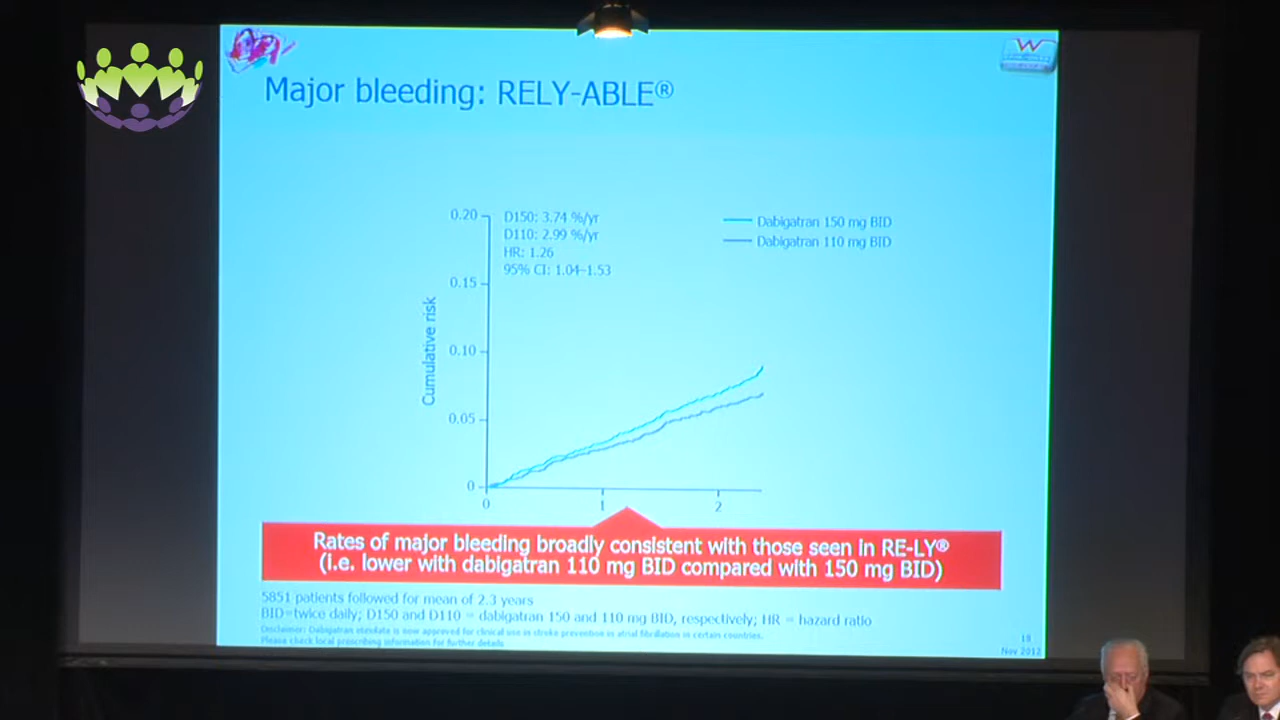 Major bleeding: RELY-ABLE®
0.20
D150: 3.74 %/yr
D110: 2.99 %/yr
HR: 1.26
95% CI: 1.04–1.53
Dabigatran 150 mg BID
Dabigatran 110 mg BID
0.15
Cumulative risk
0.10
0.05
0
0
1
2
Rates of major bleeding broadly consistent with those seen in RE-LY®
(i.e. lower with dabigatran 110 mg BID compared with 150 mg BID)
5851 patients followed for mean of 2.3 years
BID=twice daily; D150 and D110 = dabigatran 150 and 110 mg BID, respectively; HR = hazard ratio
Disclaimer: Dabigatran etexilate is now approved for clinical use in stroke prevention in atrial fibrillation in certain countries.
Please check local prescribing information for further details
18
Nov 2012